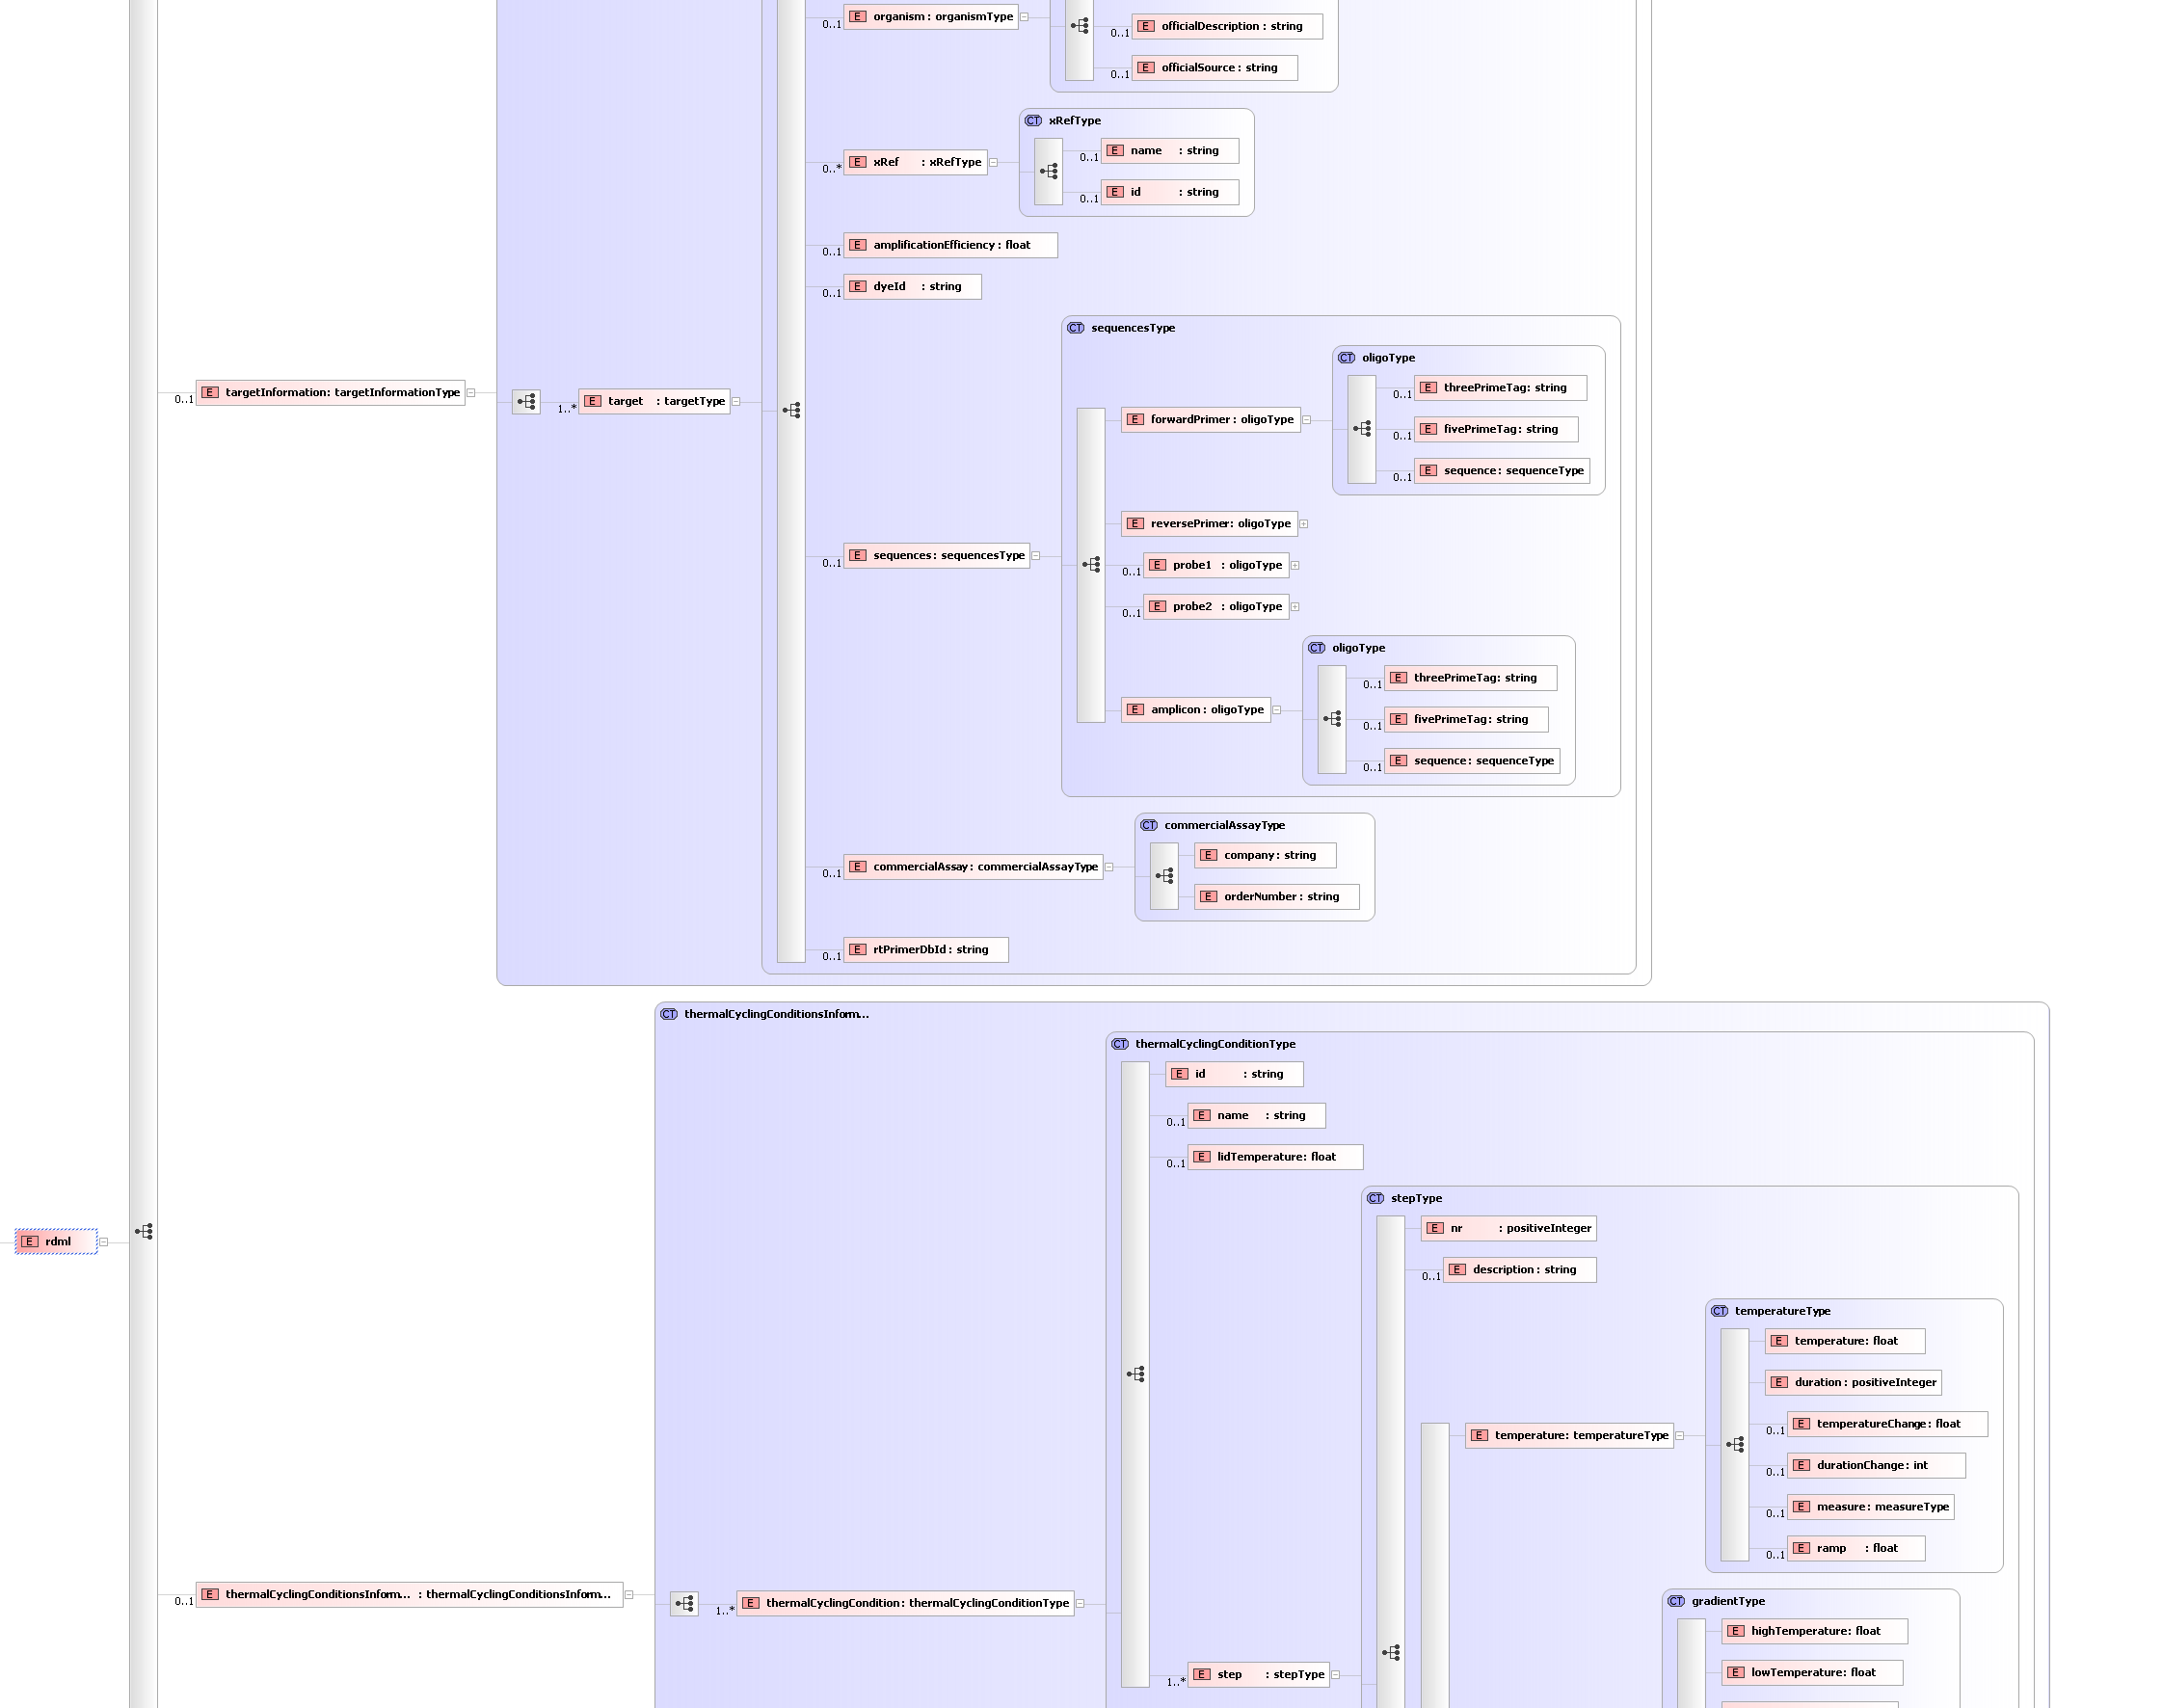 E organism : organismType
0..1
E officialDescription : string
0..1
E officialSource : string
0..1
CT xRefType
E name : string
0..1
E xRef : xRefType
0..*
E id : string
0..1
E amplificationEfficiency : float
0..1
E dyeId : string
0..1
CT sequencesType
CT oligoType
E threePrimeTag: string
0..1
E targetInformation: targetInformationType
0..1
E target : targetType
1..*
E forwardPrimer : oligoType
E fivePrimeTag: string
0..1
E sequence: sequenceType
0..1
E reversePrimer: oligoType
E sequences: sequencesType
0..1
E probe1 : oligoType
0..1
E probe2 : oligoType
0..1
CT oligoType
E threePrimeTag: string
0..1
E amplicon : oligoType
E fivePrimeTag: string
0..1
E sequence: sequenceType
0..1
CT commercialAssayType
E company: string
E commercialAssay: commercialAssayType
0..1
E orderNumber: string
E rtPrimerDbId: string
0..1
CT thermalCyclingConditionsInform...
CT thermalCyclingConditionType
E id : string
E name : string
0..1
E lidTemperature: float
0..1
CT stepType
E nr : positiveInteger
E rdml
E description : string
0..1
CT temperatureType
E temperature: float
E duration : positiveInteger
E temperatureChange: float
0..1
E temperature: temperatureType
E durationChange: int
0..1
E measure: measureType
0..1
E ramp : float
0..1
E thermalCyclingConditionsInform... : thermalCyclingConditionsInform...
0..1
E thermalCyclingCondition: thermalCyclingConditionType
1..*
CT gradientType
E highTemperature: float
E step : stepType
1..*
E lowTemperature: float